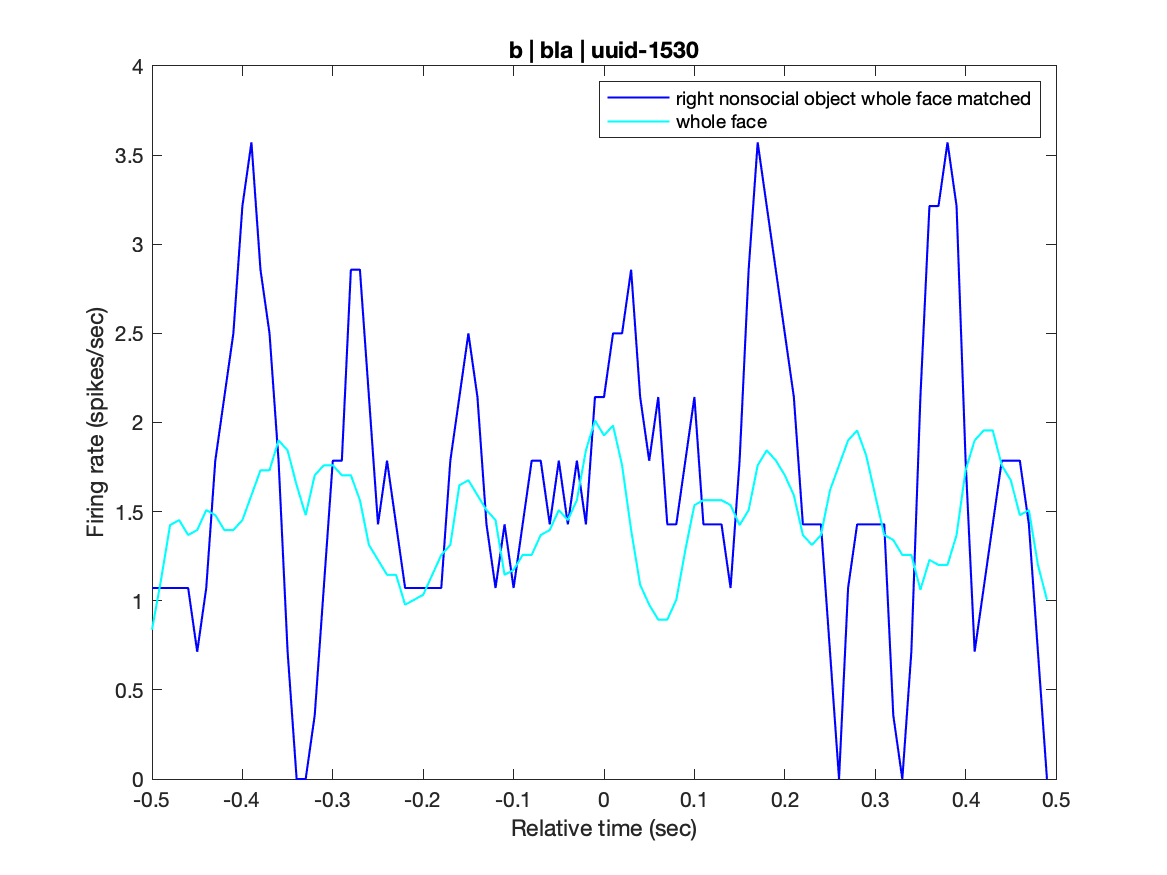 b | bla | uuid-1530
right nonsocial object whole face matched
whole face
Firing rate (spikes/sec)
4
3.5
3
2.5
2
1.5
1
0.5
0
-0.5 -0.4 -0.3 -0.2 -0.1 0 0.1 0.2 0.3 0.4 0.5
Relative time (sec)